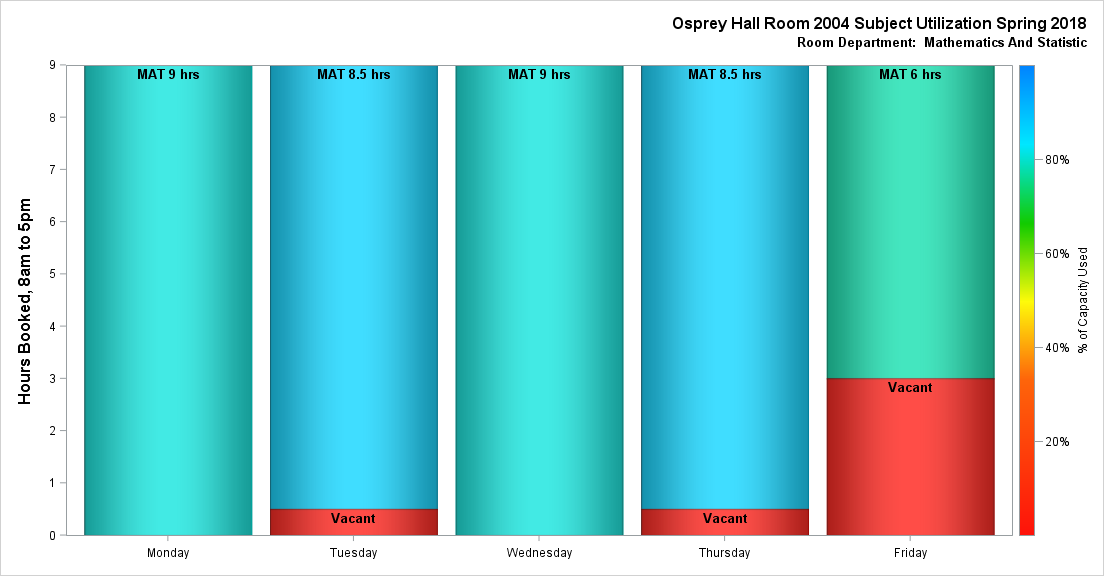 Osprey Hall Room 2004 Subject Utilization Spring 2018
Room Department:  Mathematics And Statistic
Hours Booked, 8am to 5pm
9
8
7
6
5
4
3
2
1
0
MAT 9 hrs
MAT 8.5 hrs
MAT 9 hrs
MAT 8.5 hrs
MAT 6 hrs
Vacant
Vacant
Vacant
Monday
Tuesday
Wednesday
Thursday
Friday
80%
60%
40%
20%
% of Capacity Used